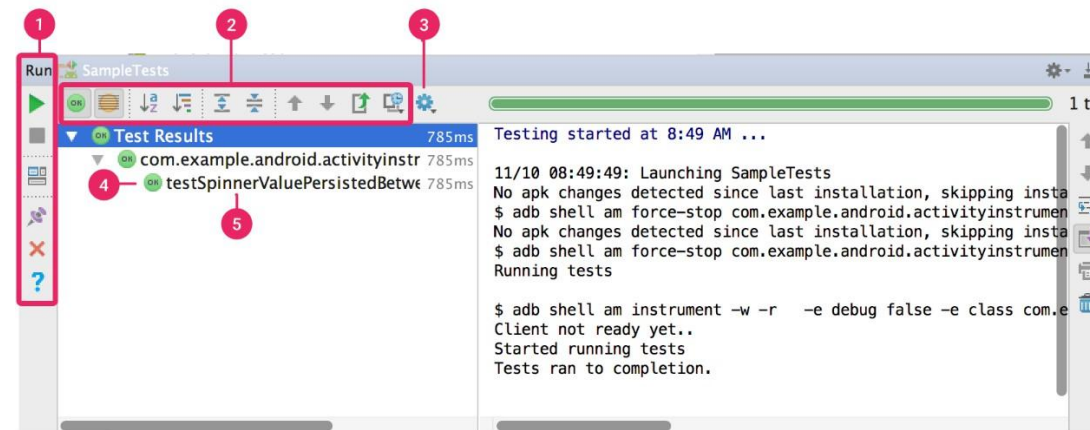 1 2 3
Run SampleTests
OK 1 t
Test Results 785ms
OK com.example.android.activityinstr 785ms
4 OK testSpinnerValuePersistedBetwe 785ms
5
Testing started at 8:49 AM ...
11/10 08:49:49: Launching SampleTests
No apk changes detected since last installation, skipping insta
$ adb shell am force-stop com.example.android.activityinstrumen
No apk changes detected since last installation, skipping insta
$ adb shell am force-stop com.example.android.activityinstrumen
Running tests
$ adb shell am instrument -w -r   -e debug false -e class com.e
Client not ready yet..
Started running tests
Tests ran to completion.